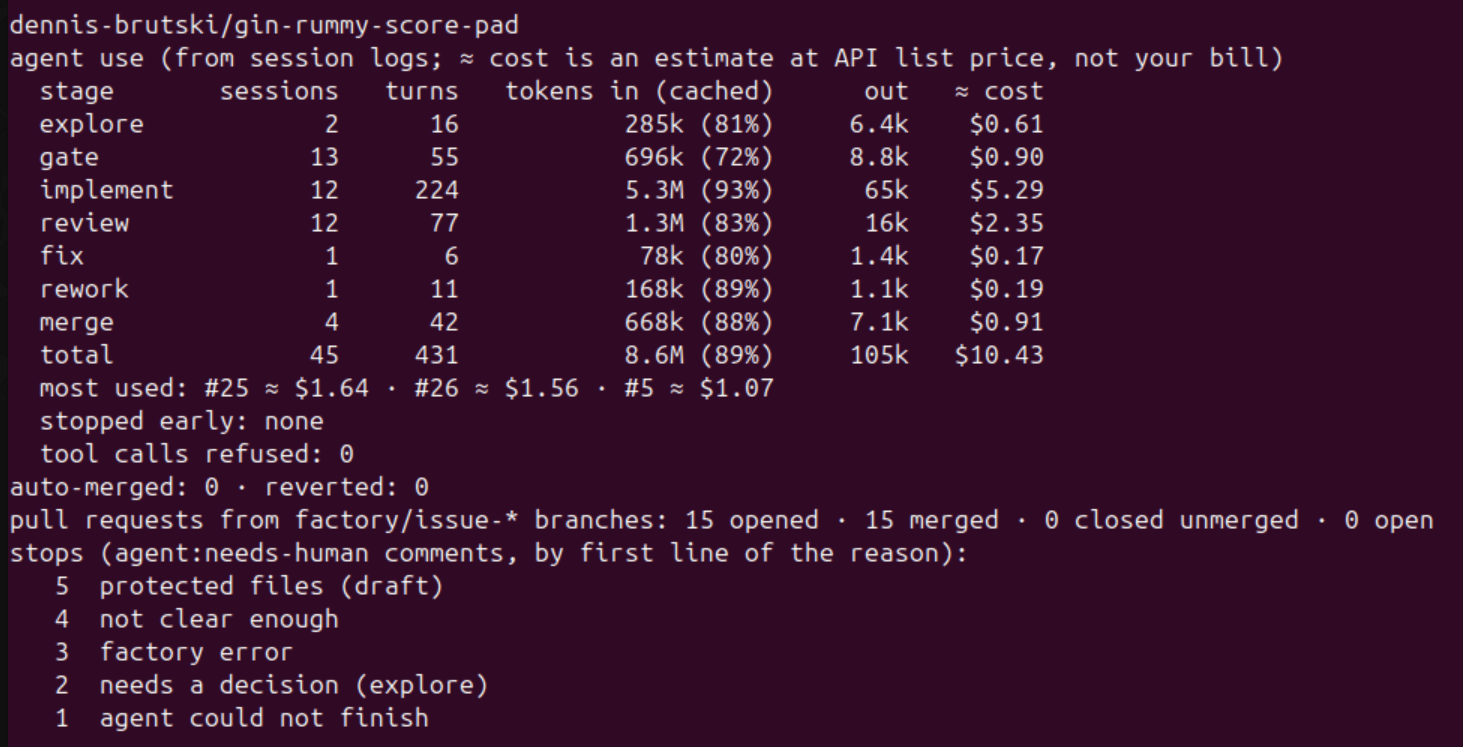 dennis-brutski/gin-rummy-score-pad
agent use (from session logs; ≈ cost is an estimate at API list price, not your bill)
stage sessions turns tokens in (cached) out ≈ cost
explore 2 16 285k (81%) 6.4k $0.61
gate 13 55 696k (72%) 8.8k $0.90
implement 12 224 5.3M (93%) 65k $5.29
review 12 77 1.3M (83%) 16k $2.35
fix 1 6 78k (80%) 1.4k $0.17
rework 1 11 168k (89%) 1.1k $0.19
merge 4 42 668k (88%) 7.1k $0.91
total 45 431 8.6M (89%) 105k $10.43
most used: #25 ≈ $1.64 · #26 ≈ $1.56 · #5 ≈ $1.07
stopped early: none
tool calls refused: 0
auto-merged: 0 · reverted: 0
pull requests from factory/issue-* branches: 15 opened · 15 merged · 0 closed unmerged · 0 open
stops (agent:needs-human comments, by first line of the reason):
5 protected files (draft)
4 not clear enough
3 factory error
2 needs a decision (explore)
1 agent could not finish